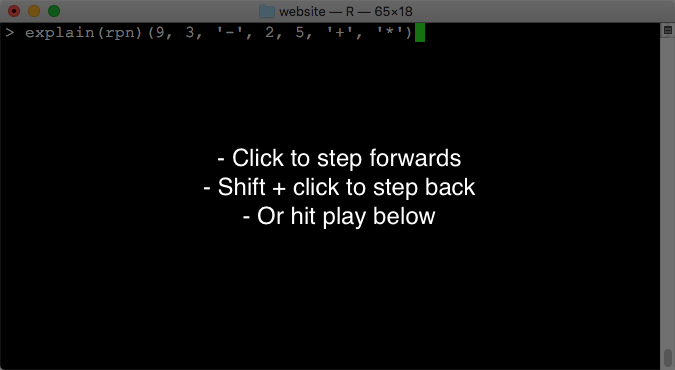 website — R — 65×18
> explain(rpn)(9, 3, '-', 2, 5, '+', '*')
- Click to step forwards
- Shift + click to step back
- Or hit play below